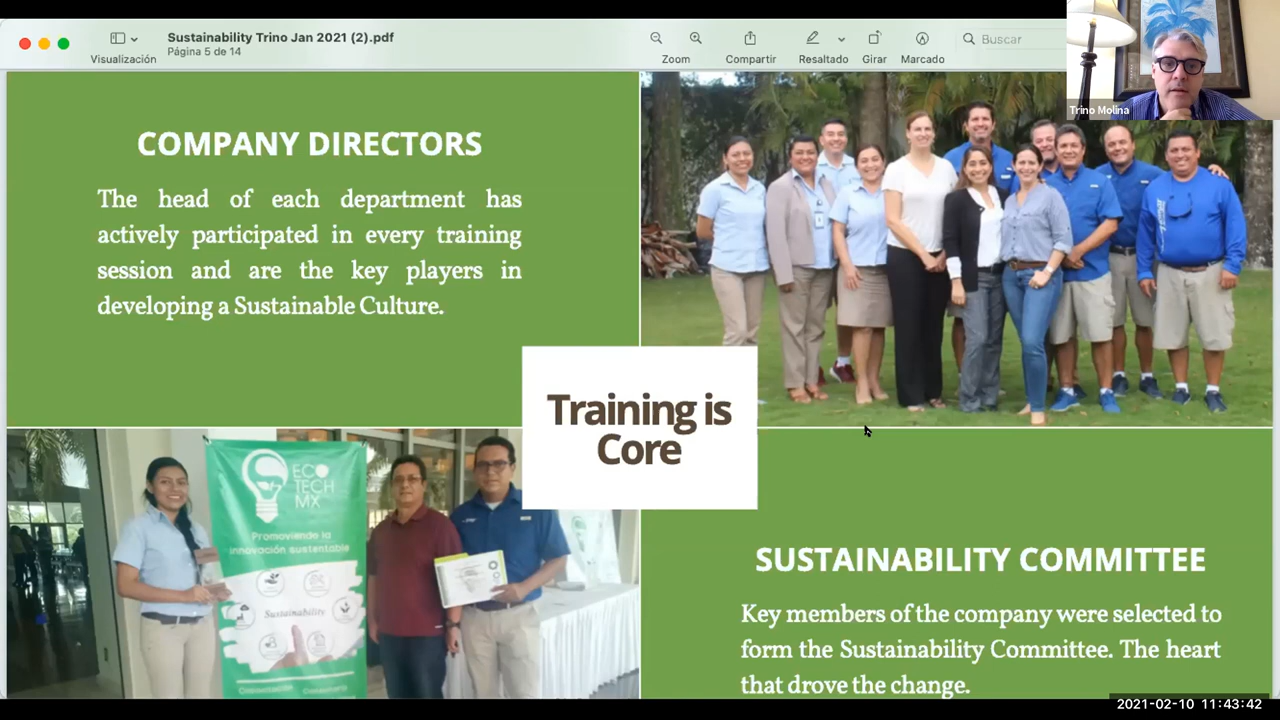 Sustainability Trino Jan 2021 (2).pdf
Página 5 de 14
Visualización
Zoom
Compartir
Resaltado
Girar
Marcado
Buscar
Trino Molina
COMPANY DIRECTORS
The head of each department has
actively participated in every training
session and are the key players in
developing a Sustainable Culture.
Training is
Core
ECO
TECH
MX
Promoviendo la
innovación sustentable
Sustainability
SUSTAINABILITY COMMITTEE
Key members of the company were selected to
form the Sustainability Committee. The heart
that drove the change.
2021-02-10 11:43:42